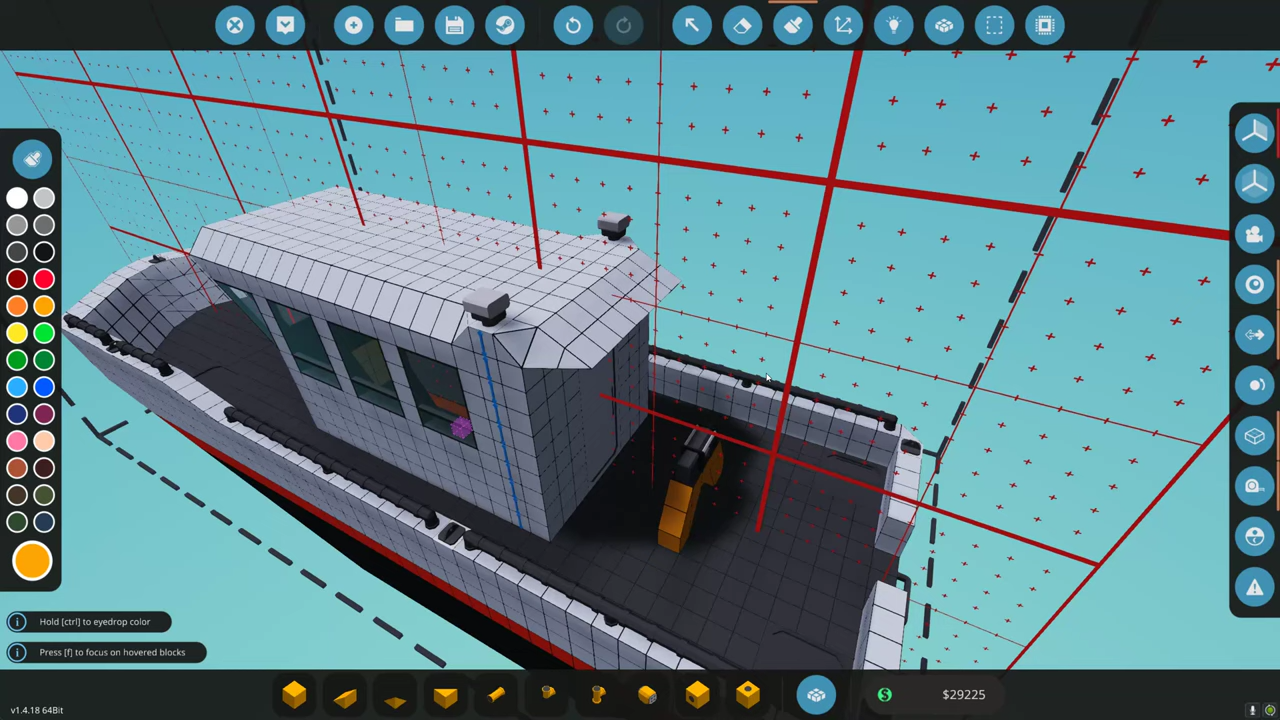 Hold [ctrl] to eyedrop color
Press [f] to focus on hovered blocks
$29225
v1.4.18 64Bit